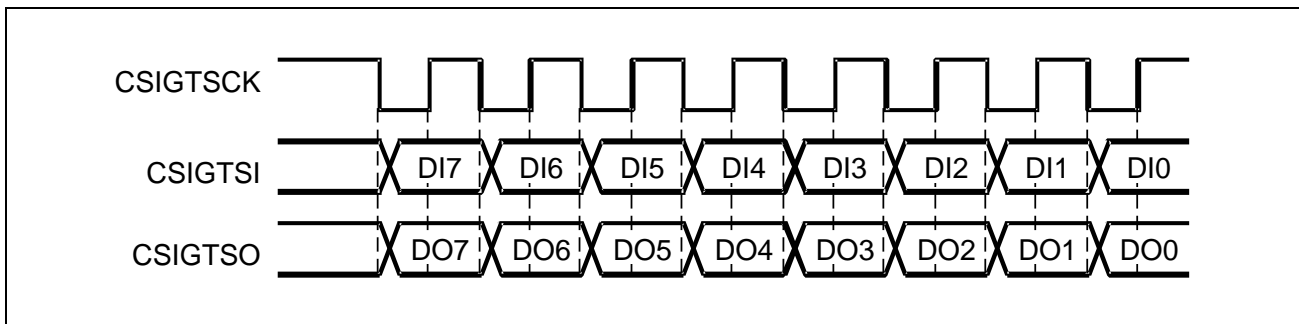 CSIGTSCK
CSIGTSI DI7 DI6 DI5 DI4 DI3 DI2 DI1 DI0
CSIGTSO DO7 DO6 DO5 DO4 DO3 DO2 DO1 DO0